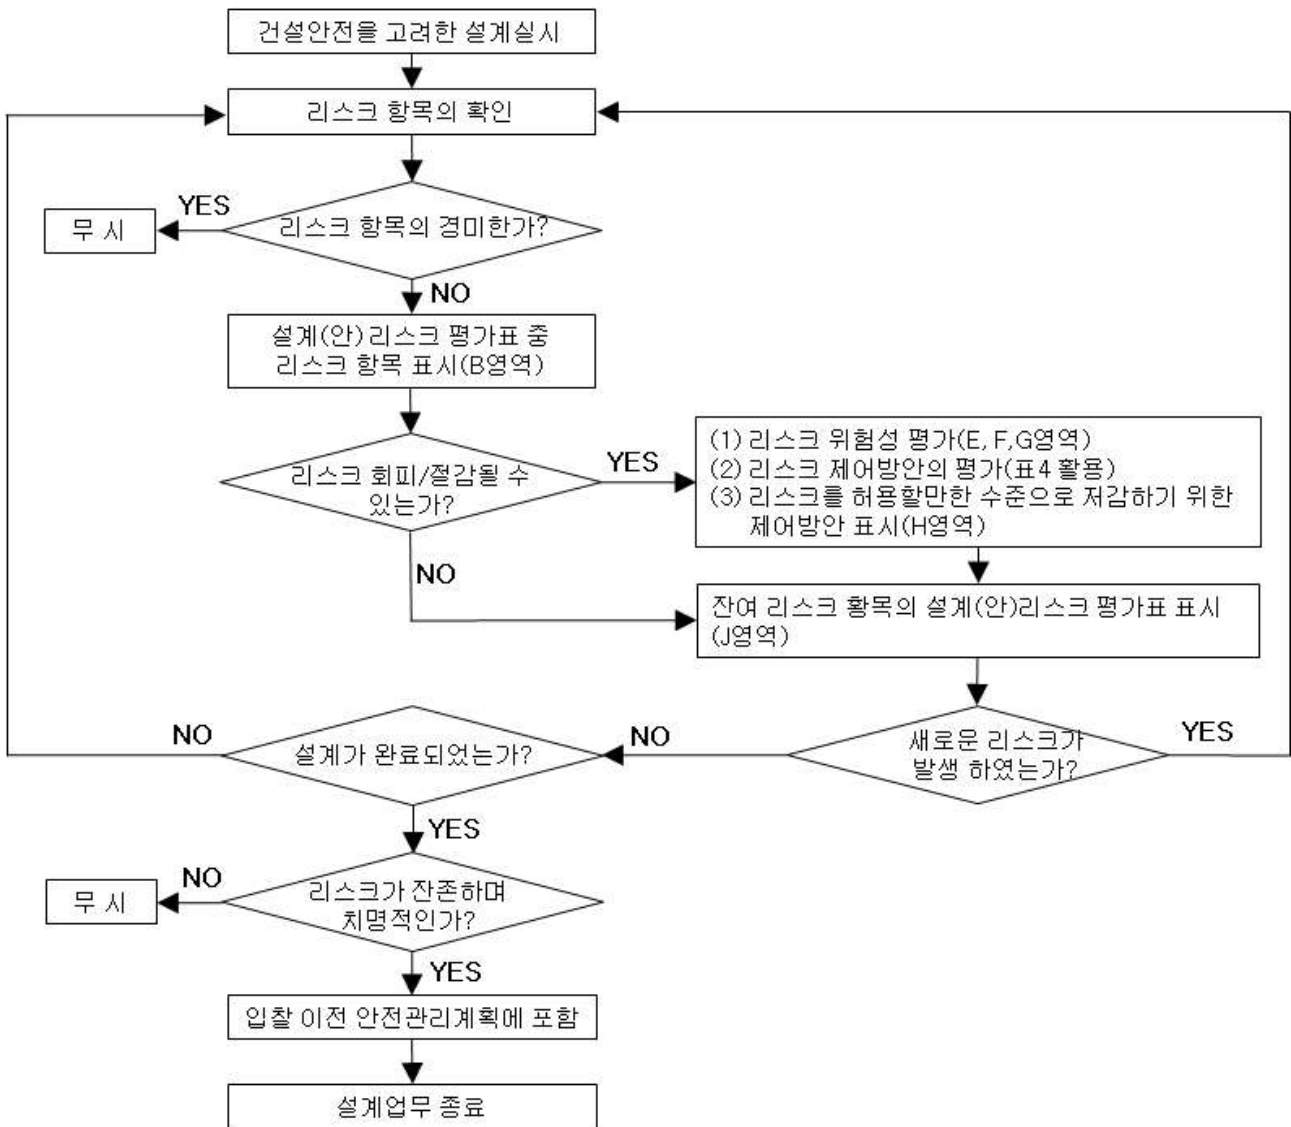 건설안전을 고려한 설계실시
리스크 항목의 확인
YES
무 시
리스크 항목의 경미한가?
NO
설계(안)리스크 평가표 중
리스크 항목 표시(B영역)
리스크 회피/절감될 수
있는가?
YES
(1) 리스크 위험성 평가(E, F,G영역)
(2) 리스크 제어방안의 평가(표4 활용)
(3) 리스크를 허용할만한 수준으로 저감하기 위한
제어방안 표시(H영역)
NO
잔여 리스크 황목의 설계(안)리스크 평가표 표시
(J영역)
NO
설계가 완료되었는가?
NO
새로문 리스크가
발생 하였는가?
YES
YES
NO
무 시
리스크가 잔존하며
치명적인가?
YES
입찰 이전 안전관리계획에 포함
설계업무 종료